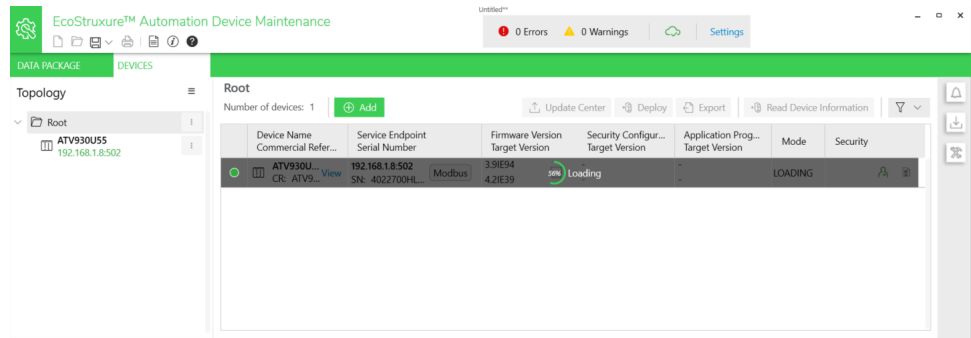 Untitled**
EcoStruxure™ Automation Device Maintenance
0 Errors 0 Warnings Settings
DATA PACKAGE DEVICES
Topology
Root
ATV930U55
192.168.1.8:502
Root
Number of devices: 1 Add Update Center Deploy Export Read Device Information
Device Name Service Endpoint Firmware Version Security Configur... Application Prog... Mode Security
Commercial Refer... Serial Number Target Version Target Version Target Version
ATV930U... View 192.168.1.8:502 Modbus 3.9IE94 56% Loading - - LOADING
CR: ATV9... SN: 4022700HL... 4.2IE39 - -